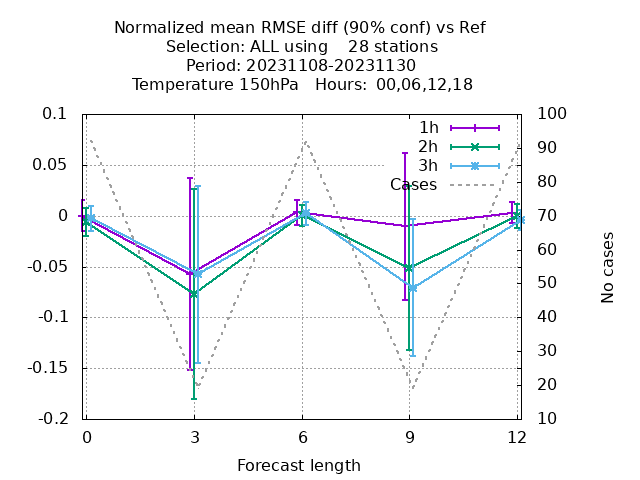 Normalized mean RMSE diff (90% conf) vs Ref
Selection: ALL using    28 stations
Period: 20231108-20231130
Temperature 150hPa   Hours:  00,06,12,18
0.1
0.05
0
-0.05
-0.1
-0.15
-0.2
100
90
80
70
60
50
40
30
20
10
1h
2h
3h
Cases
No cases
0 3 6 9 12
Forecast length